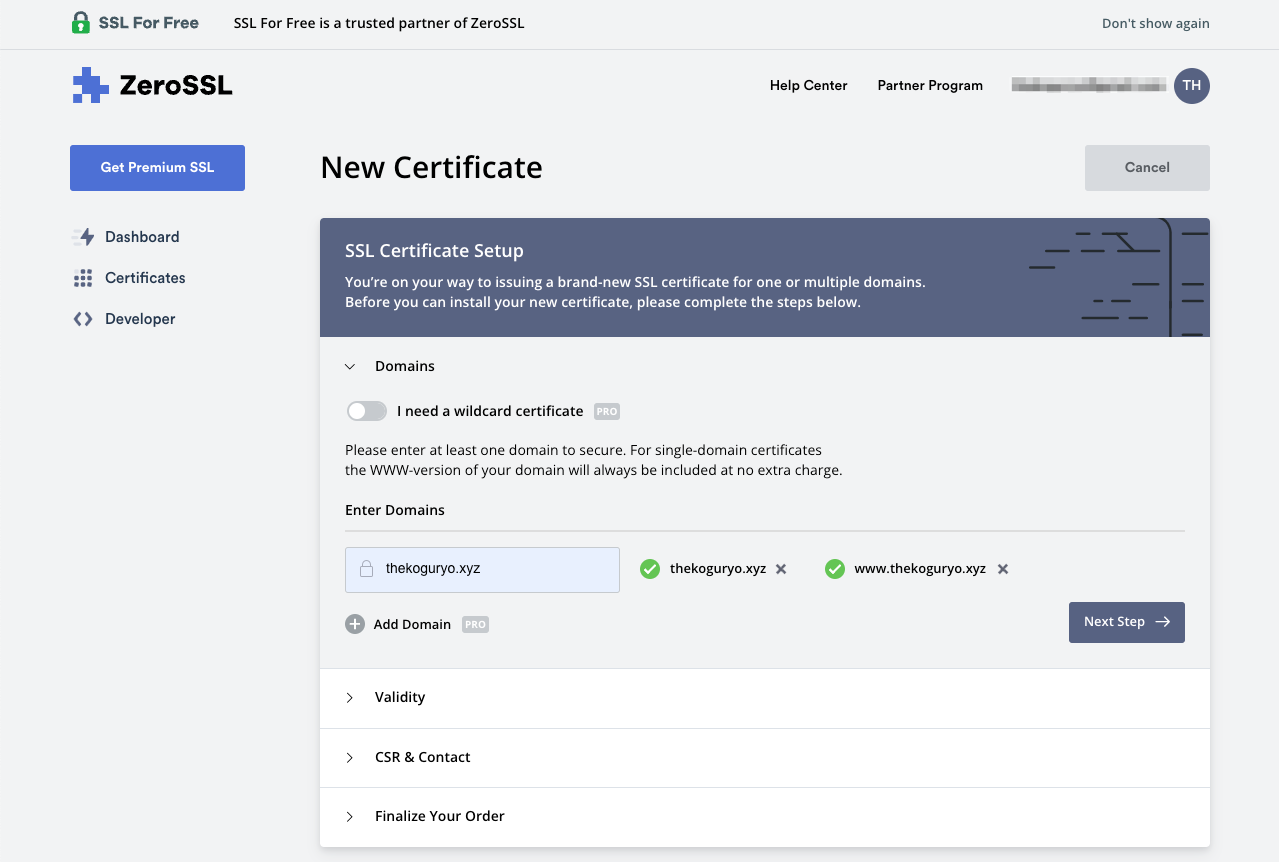 SSL For Free
SSL For Free is a trusted partner of ZeroSSL
Don't show again
ZeroSSL
Help Center
Partner Program
TH
Get Premium SSL
New Certificate
Cancel
Dashboard
Certificates
Developer
SSL Certificate Setup
You’re on your way to issuing a brand-new SSL certificate for one or multiple domains.
Before you can install your new certificate, please complete the steps below.
Domains
I need a wildcard certificate PRO
Please enter at least one domain to secure. For single-domain certificates
the WWW-version of your domain will always be included at no extra charge.
Enter Domains
thekoguryo.xyz
thekoguryo.xyz
www.thekoguryo.xyz
Add Domain PRO
Next Step
Validity
CSR & Contact
Finalize Your Order